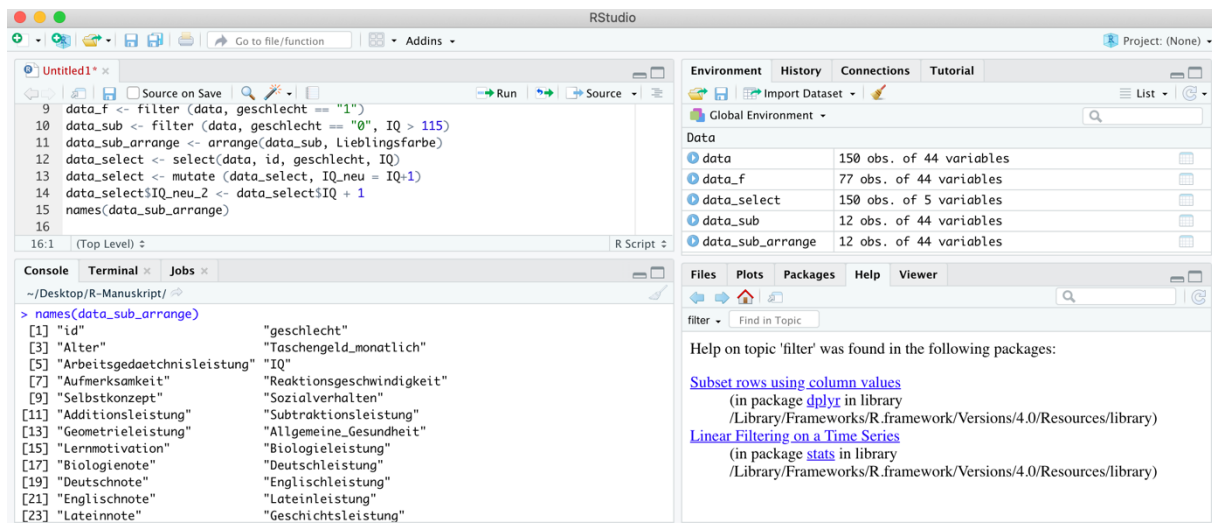 RStudio
Go to file/function Addins Project: (None)
Untitled1*
Source on Save Run Source
9 data_f <- filter (data, geschlecht == "1")
10 data_sub <- filter (data, geschlecht == "0", IQ > 115)
11 data_sub_arrange <- arrange(data_sub, Lieblingsfarbe)
12 data_select <- select(data, id, geschlecht, IQ)
13 data_select <- mutate (data_select, IQ_neu = IQ+1)
14 data_select$IQ_neu_2 <- data_select$IQ + 1
15 names(data_sub_arrange)
16
16:1 (Top Level) R Script
Console Terminal Jobs
~/Desktop/R-Manuskript/
> names(data_sub_arrange)
[1] "id" "geschlecht"
[3] "Alter" "Taschengeld_monatlich"
[5] "Arbeitsgedaechtnisleistung" "IQ"
[7] "Aufmerksamkeit" "Reaktionsgeschwindigkeit"
[9] "Selbstkonzept" "Sozialverhalten"
[11] "Additionsleistung" "Subtraktionsleistung"
[13] "Geometrieleistung" "Allgemeine_Gesundheit"
[15] "Lernmotivation" "Biologieleistung"
[17] "Biologienote" "Deutschleistung"
[19] "Deutschnote" "Englischleistung"
[21] "Englischnote" "Lateinleistung"
[23] "Lateinnote" "Geschichtsleistung"
Environment History Connections Tutorial
Import Dataset List
Global Environment
Data
data 150 obs. of 44 variables
data_f 77 obs. of 44 variables
data_select 150 obs. of 5 variables
data_sub 12 obs. of 44 variables
data_sub_arrange 12 obs. of 44 variables
Files Plots Packages Help Viewer
filter Find in Topic
Help on topic 'filter' was found in the following packages:
Subset rows using column values
(in package dplyr in library
/Library/Frameworks/R.framework/Versions/4.0/Resources/library)
Linear Filtering on a Time Series
(in package stats in library
/Library/Frameworks/R.framework/Versions/4.0/Resources/library)